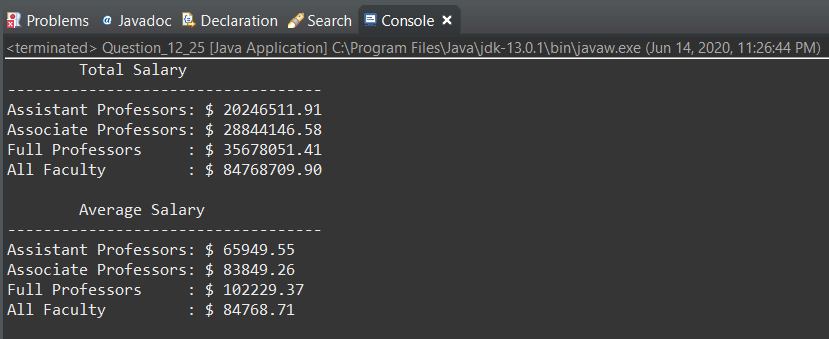 Problems @ Javadoc Declaration Search Console
<terminated> Question_12_25 [Java Application] C:\Program Files\Java\jdk-13.0.1\bin\javaw.exe (Jun 14, 2020, 11:26:44 PM)
Total Salary
-----------------------------------
Assistant Professors: $ 20246511.91
Associate Professors: $ 28844146.58
Full Professors     : $ 35678051.41
All Faculty         : $ 84768709.90
Average Salary
-----------------------------------
Assistant Professors: $ 65949.55
Associate Professors: $ 83849.26
Full Professors     : $ 102229.37
All Faculty         : $ 84768.71